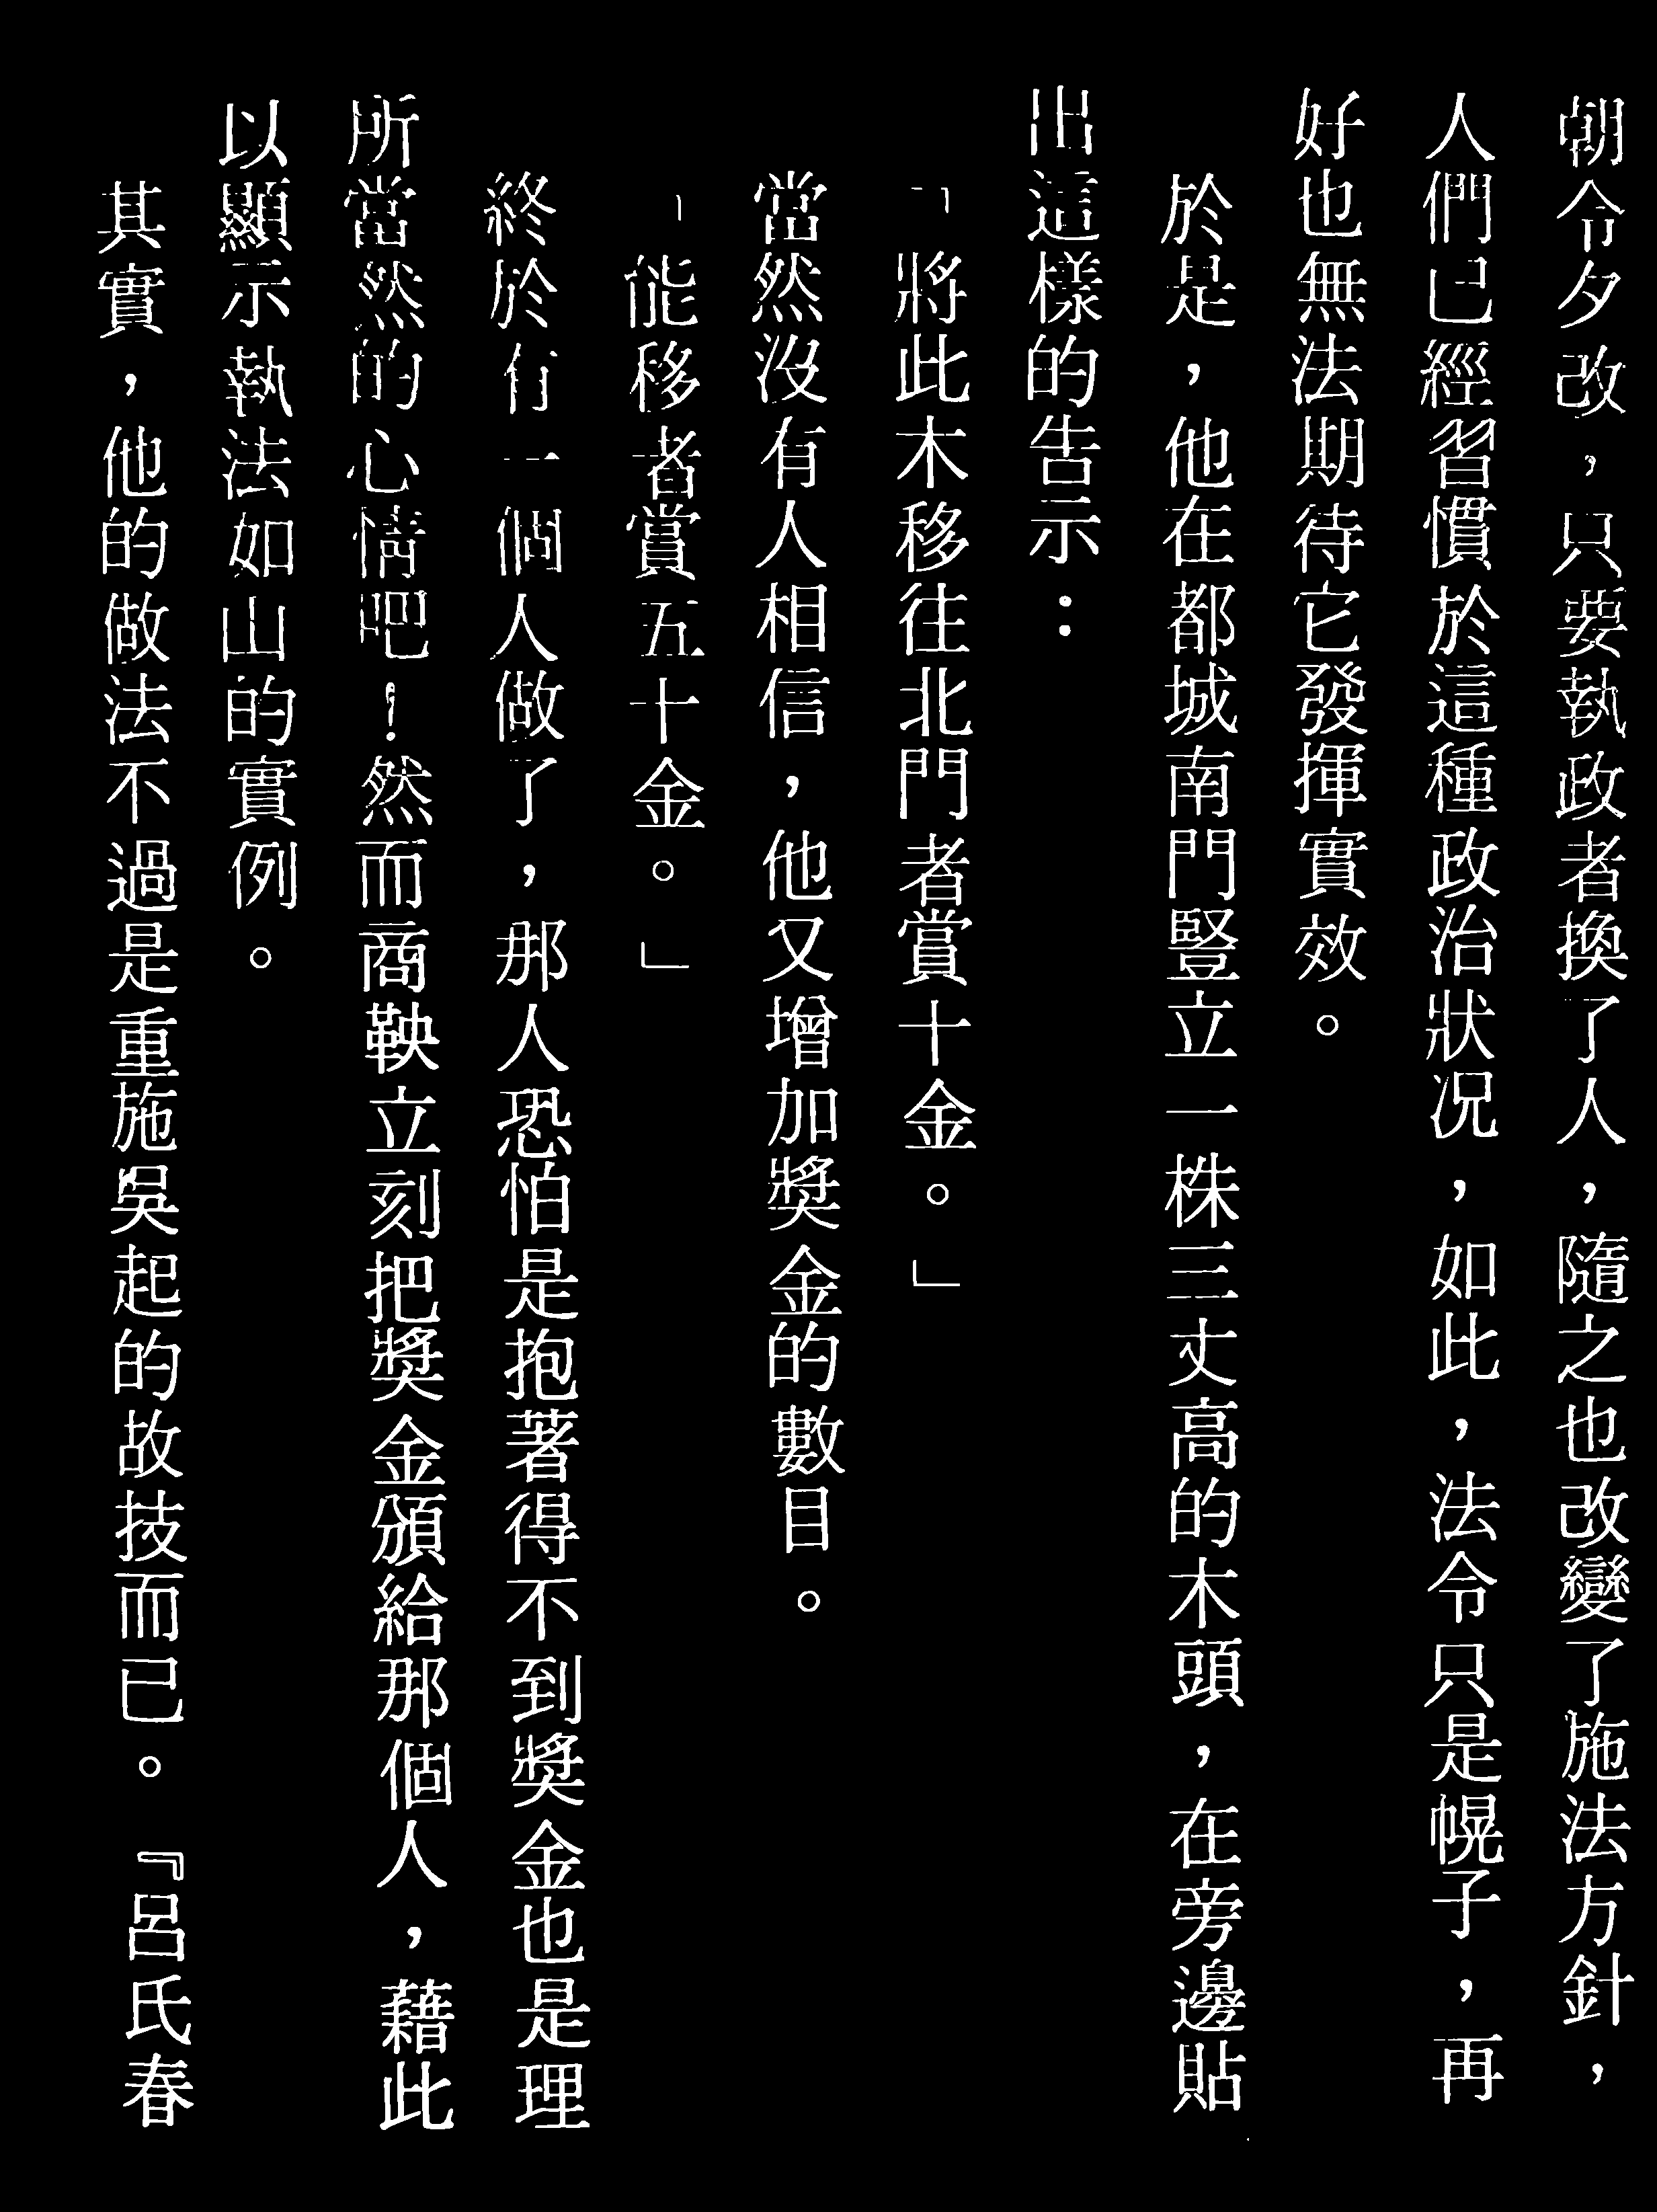 朝令夕改，只要執政者換了人，隨之也改變了施法方針，
人們已經習慣於這種政治狀況，如此，法令只是幌子，再
好也無法期待它發揮實效。
於是，他在都城南門豎立一株三丈高的木頭，在旁邊貼
出這樣的告示：
「將此木移往北門者賞十金。」
當然沒有人相信，他又增加獎金的數目。
「能移者賞五十金。」
終於有一個人做了，那人恐怕是抱著得不到獎金也是理
所當然的心情吧！然而商鞅立刻把獎金頒給那個人，藉此
以顯示執法如山的實例。
其實，他的做法不過是重施吳起的故技而已。『呂氏春